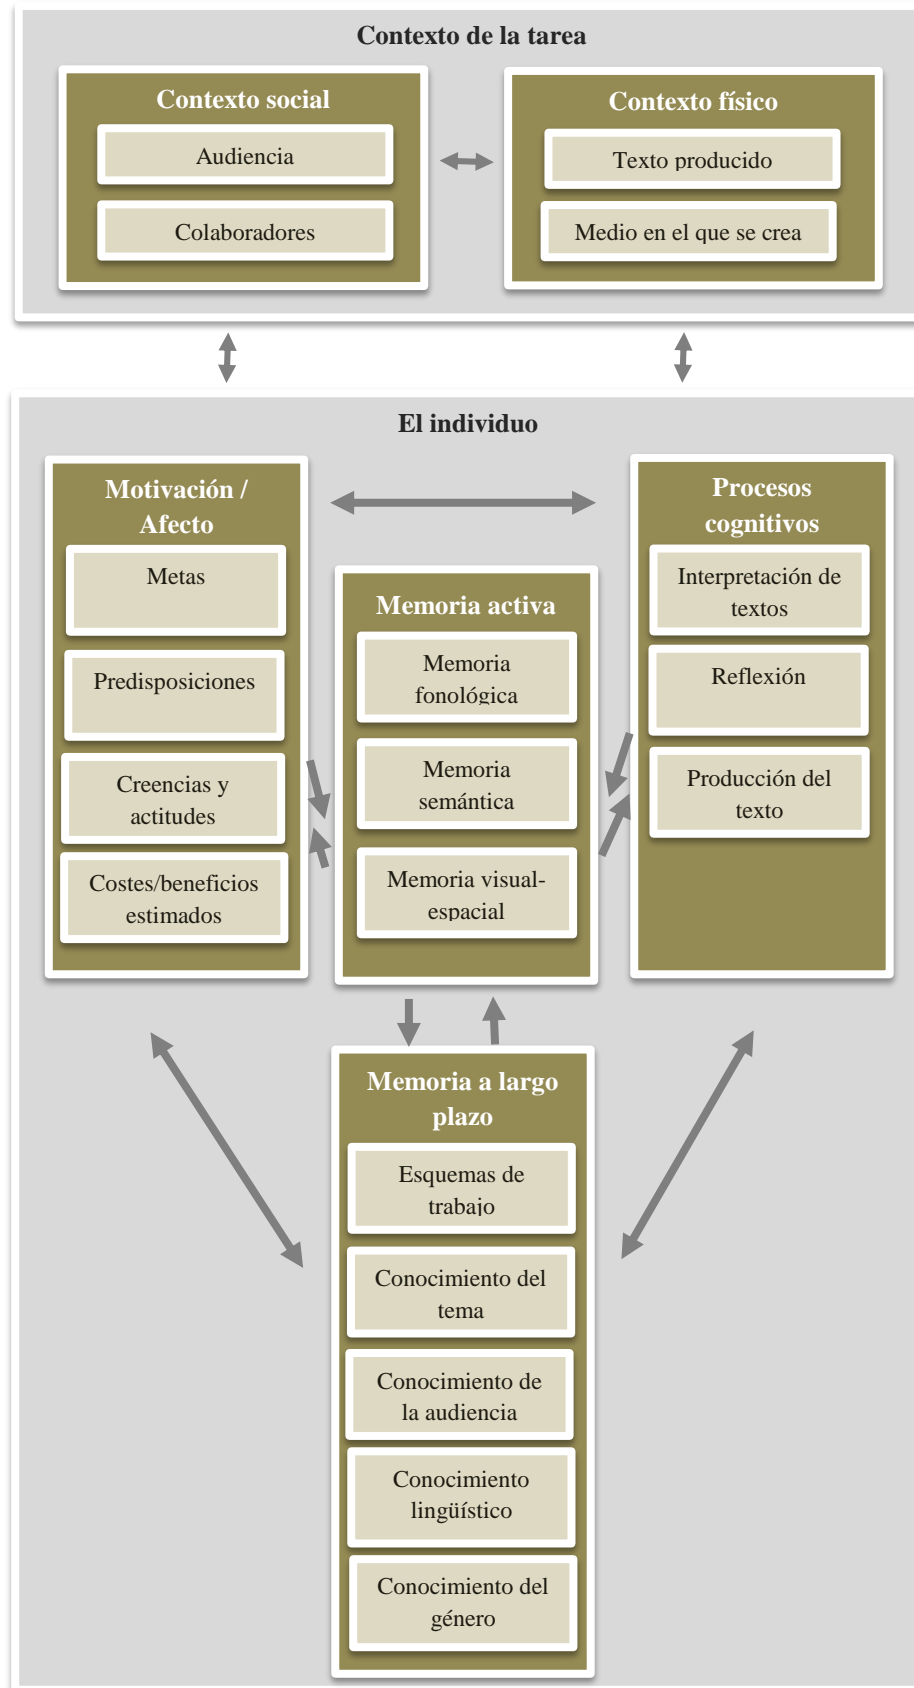 Contexto de la tarea
Contexto social
Audiencia
Colaboradores
Contexto físico
Texto producido
Medio en el que se crea
El individuo
Motivación /
Afecto
Metas
Predisposiciones
Creencias y
actitudes
Costes/beneficios
estimados
Memoria activa
Memoria
fonológica
Memoria
semántica
Memoria visual-
espacial
Procesos
cognitivos
Interpretación de
textos
Reflexión
Producción del
texto
Memoria a largo
plazo
Esquemas de
trabajo
Conocimiento del
tema
Conocimiento de
la audiencia
Conocimiento
lingüístico
Conocimiento del
género